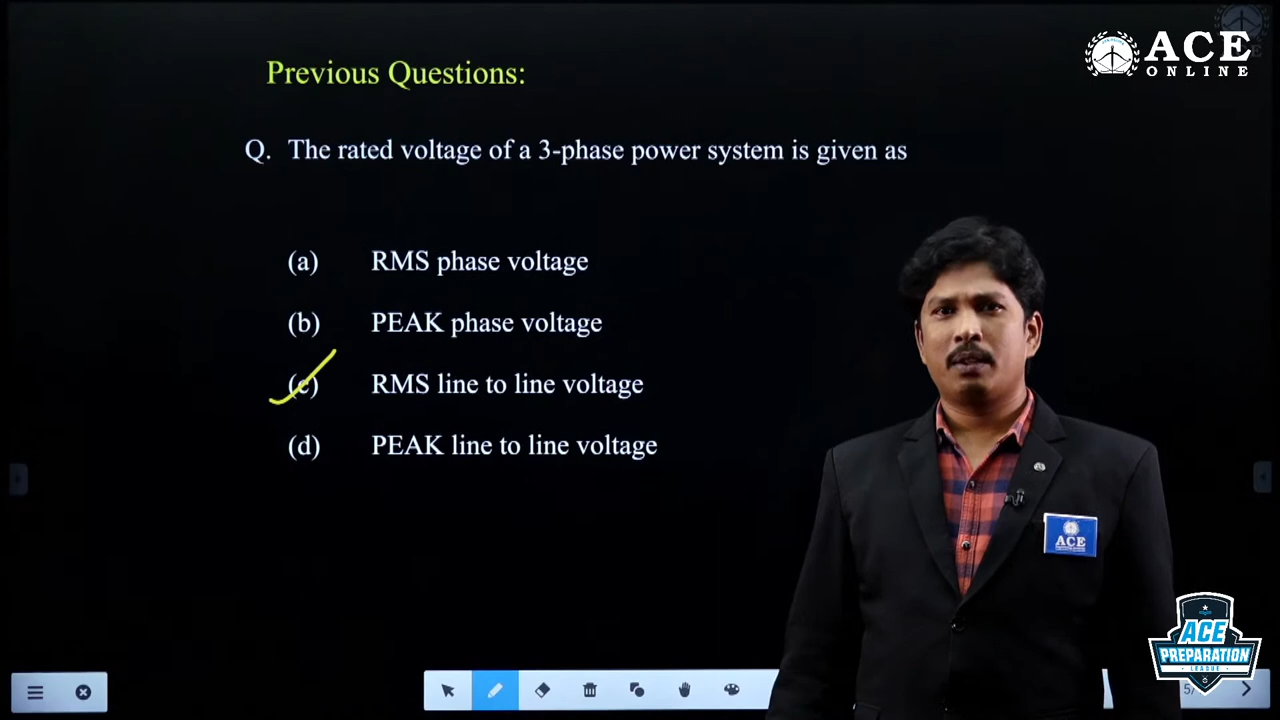 ACE
ONLINE
Previous Questions:
Q. The rated voltage of a 3-phase power system is given as
(a) RMS phase voltage
(b) PEAK phase voltage
(c) RMS line to line voltage
(d) PEAK line to line voltage
ACE
ACE
PREPARATION
LEAGUE
5/